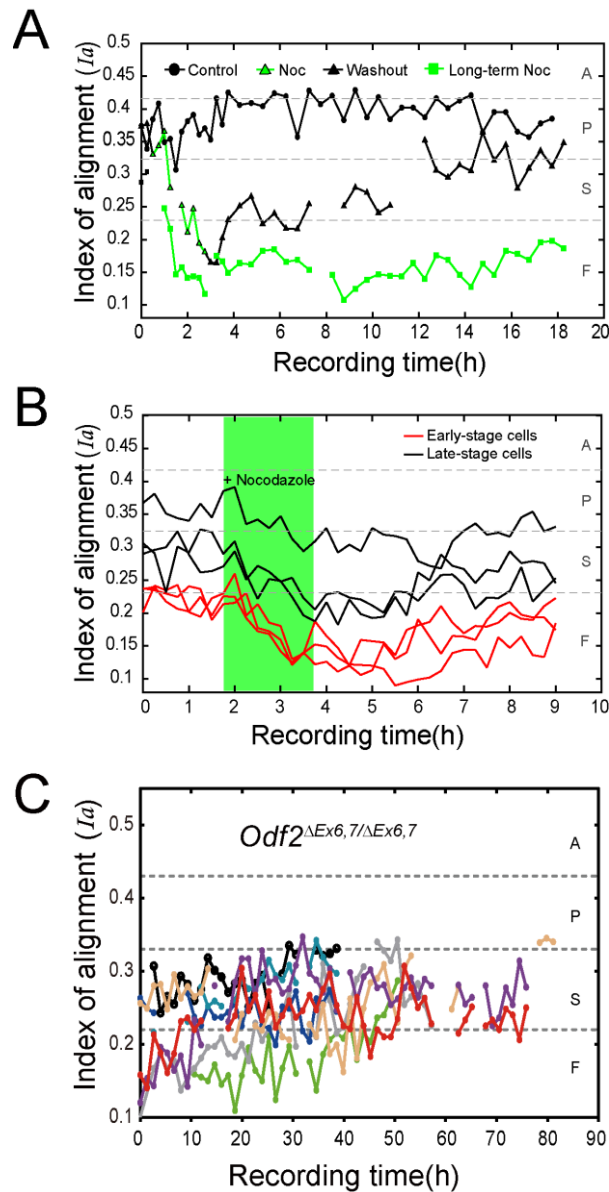 A
0.5
0.45
0.4
0.35
0.3
0.25
0.2
0.15
0.1
Index of alignment (Ia)
Control Noc Washout Long-term Noc
A
P
S
F
0 2 4 6 8 10 12 14 16 18 20
Recording time(h)
B
0.5
0.45
0.4
0.35
0.3
0.25
0.2
0.15
0.1
Index of alignment (Ia)
+ Nocodazole
Early-stage cells
Late-stage cells
A
P
S
F
0 1 2 3 4 5 6 7 8 9 10
Recording time(h)
C
0.5
0.4
0.3
0.2
0.1
Index of alignment (Ia)
Odf2ΔEx6,7/ΔEx6,7
A
P
S
F
0 10 20 30 40 50 60 70 80 90
Recording time(h)